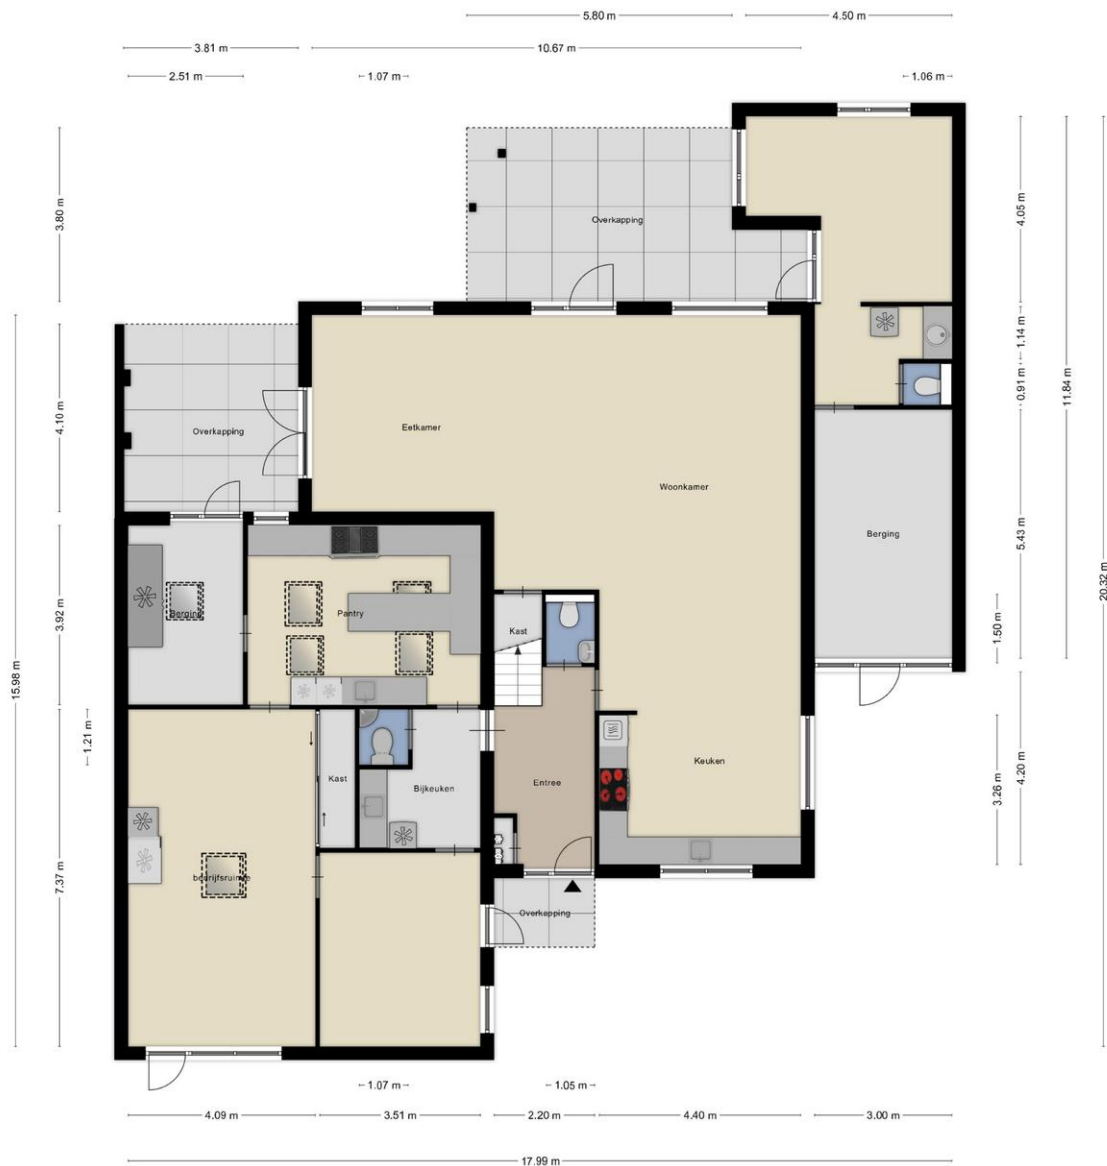 5.80 m
4.50 m
3.81 m
10.67 m
2.51 m
1.07 m
1.06 m
3.80 m
4.05 m
Overkapping
1.14 m
0.91 m
11.84 m
4.10 m
Overkapping
Eetkamer
Woonkamer
Berging
5.43 m
20.32 m
3.92 m
Berging
Pantry
Kast
1.50 m
15.98 m
1.21 m
Kast
Bijkeuken
Entree
Keuken
3.26 m
4.20 m
7.37 m
bedrijfsruimte
Overkapping
1.07 m
1.05 m
4.09 m
3.51 m
2.20 m
4.40 m
3.00 m
17.99 m